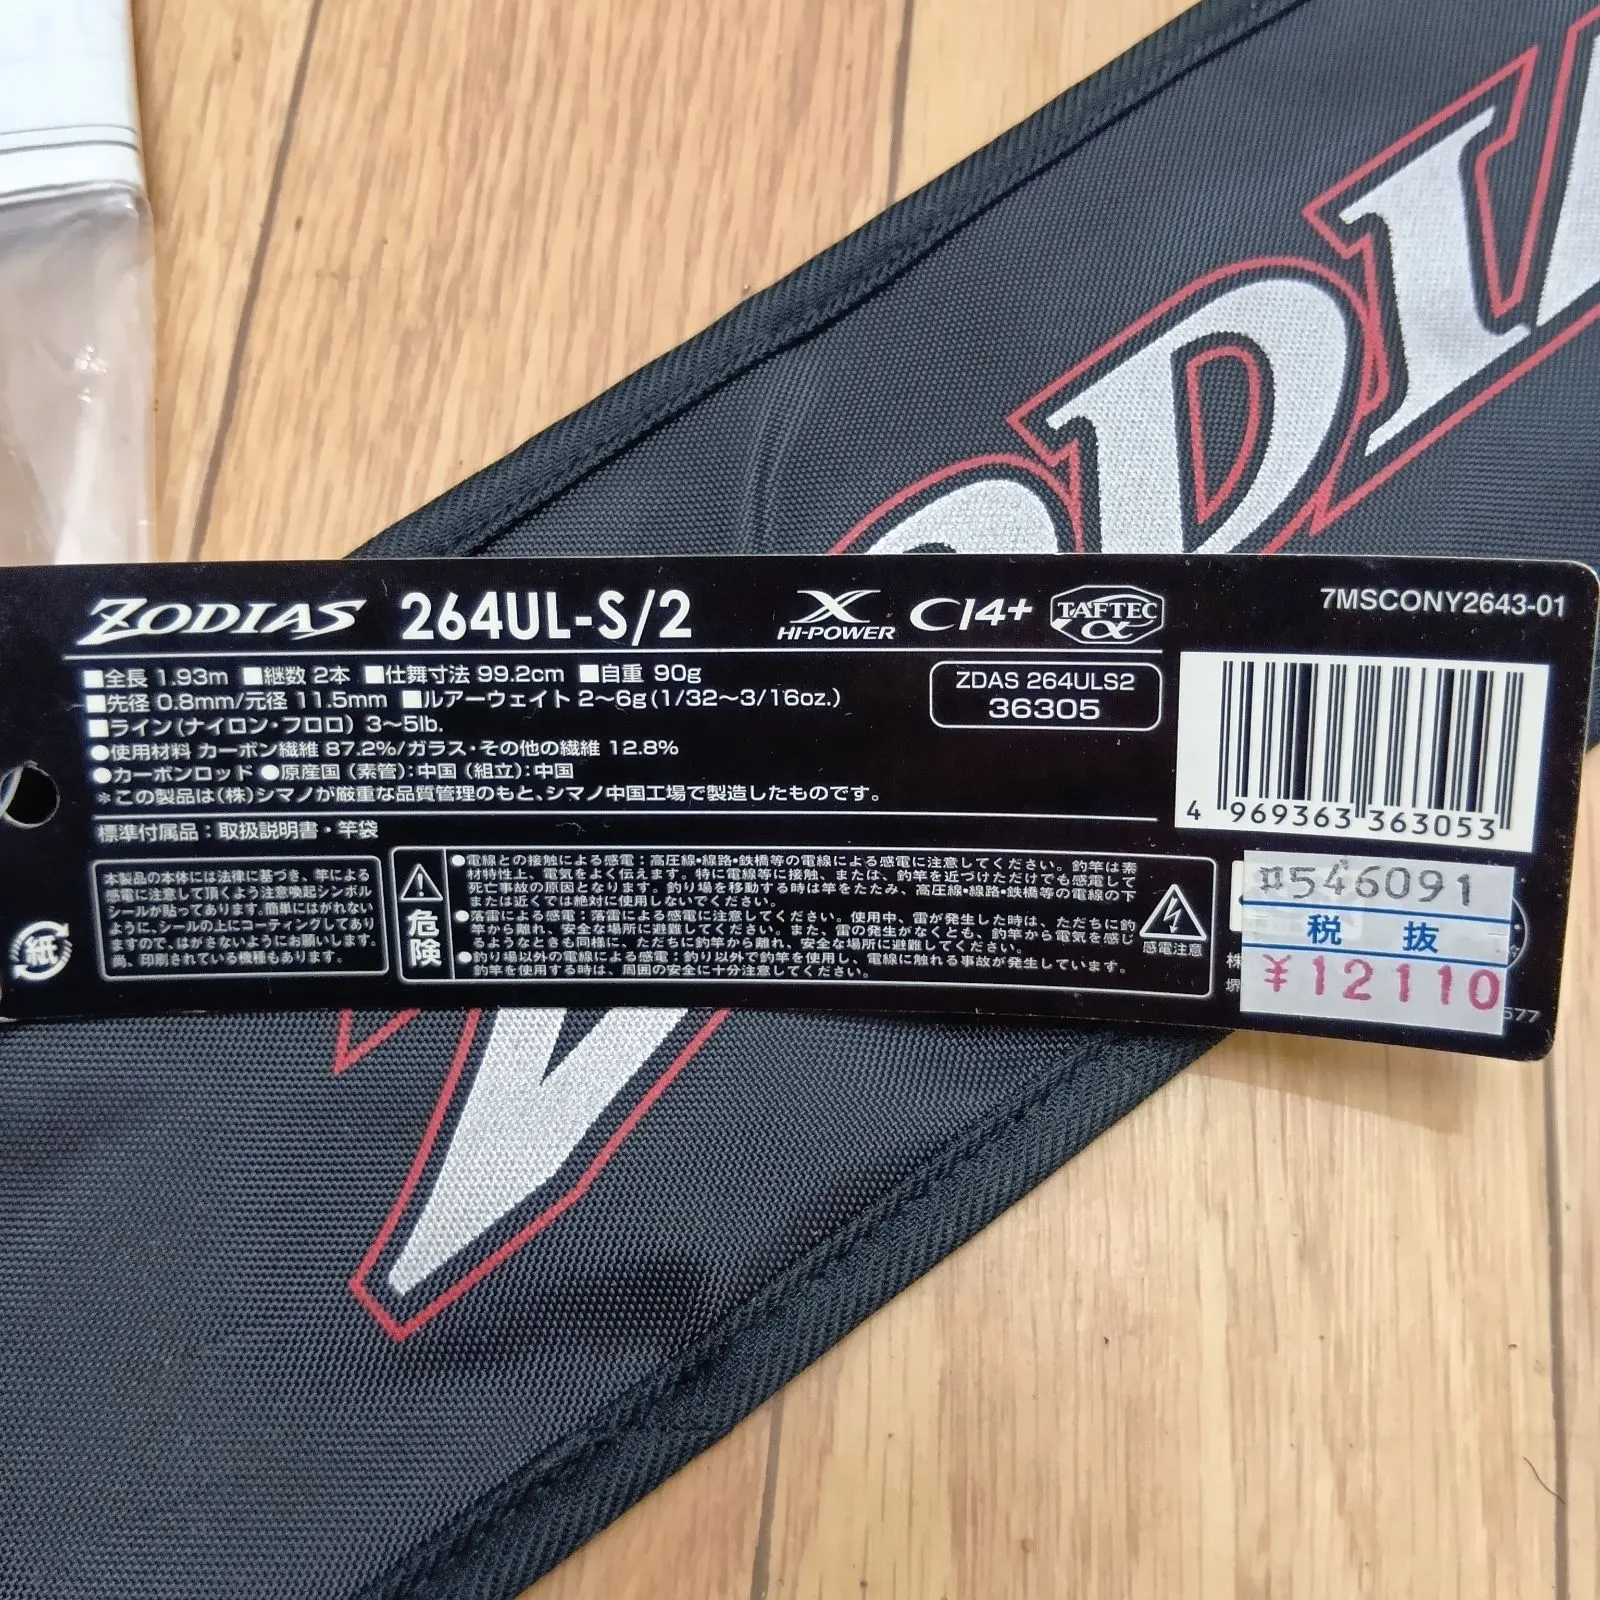 ZODIAS 264UL-S/2 X HI-POWER CI4+ TAFTEC α 7MSCONY2643-01
■全長 1.93m ■継数 2本 ■仕舞寸法 99.2cm ■自重 90g
■先径 0.8mm/元径 11.5mm ■ルアーウェイト 2〜6g(1/32〜3/16oz.)
■ライン(ナイロン・フロロ) 3〜5lb.
●使用材料 カーボン繊維 87.2%/ガラス・その他の繊維 12.8%
●カーボンロッド ●原産国 (素管):中国 (組立):中国
＊この製品は(株)シマノが厳重な品質管理のもと、シマノ中国工場で製造したものです。
ZDAS 264ULS2
36305
4 969363 363053
標準付属品：取扱説明書・竿袋
紙
本製品の本体には法律に基づき、竿による
感電に注意して頂くよう注意喚起シンボル
シールが貼ってあります。簡単にはがれない
ように、シールの上にコーティングしてあり
ますので、はがさないようにお願いします。
尚、印刷されている機種もあります。
危険
●電線との接触による感電：高圧線・線路・鉄橋等の電線による感電に注意してください。釣竿は素
材特性上、電気をよく伝えます。特に電線等に接触、または、釣竿を近づけただけでも感電して
死亡事故の原因となります。釣り場を移動する時は竿をたたみ、高圧線・線路・鉄橋等の電線の下
または近くでは絶対に使用しないでください。
●落雷による感電：落雷による感電に注意してください。使用中、雷が発生した時は、ただちに釣
竿から離れ、安全な場所に避難してください。また、雷の発生がなくとも、釣竿から電気を感じ
るようなときも同様に、ただちに釣竿から離れ、安全な場所に避難してください。
●釣り場以外の電線による感電：釣り以外で釣竿を使用し、電線に触れる事故が発生しています。
釣竿を使用する時は、周囲の安全に十分注意してください。
感電注意
546091
税 抜
¥12110
株
堺
577